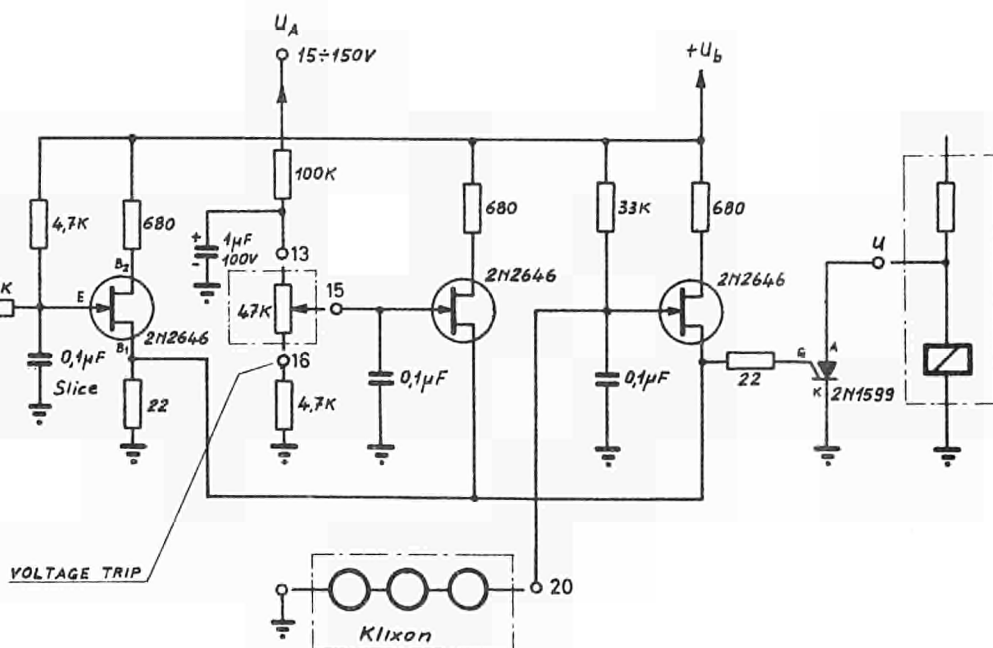 U_A
15÷150V
+U_b
100K
4,7K
680
680
33K
680
1µF
100V
+
-
13
B2
K
E
47K
15
2N2646
2N2646
2N2646
U
B1
0,1µF
Slice
16
0,1µF
0,1µF
G
A
K
22
4,7K
22
2N1599
VOLTAGE TRIP
20
Klixon